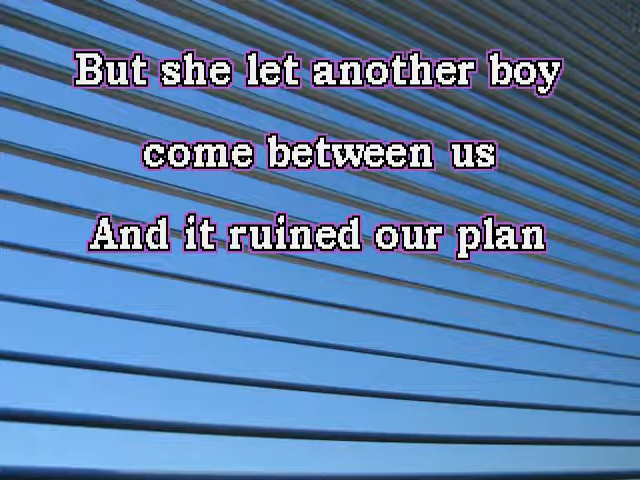 But she let another boy
come between us
And it ruined our plan